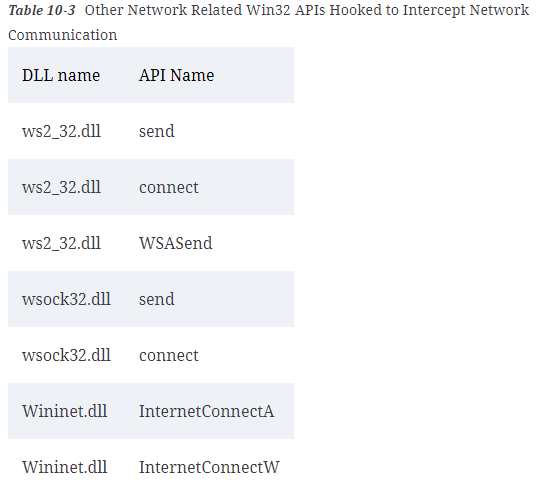 Table 10-3 Other Network Related Win32 APIs Hooked to Intercept Network
Communication
DLL name API Name
ws2_32.dll send
ws2_32.dll connect
ws2_32.dll WSASend
wsock32.dll send
wsock32.dll connect
Wininet.dll InternetConnectA
Wininet.dll InternetConnectW